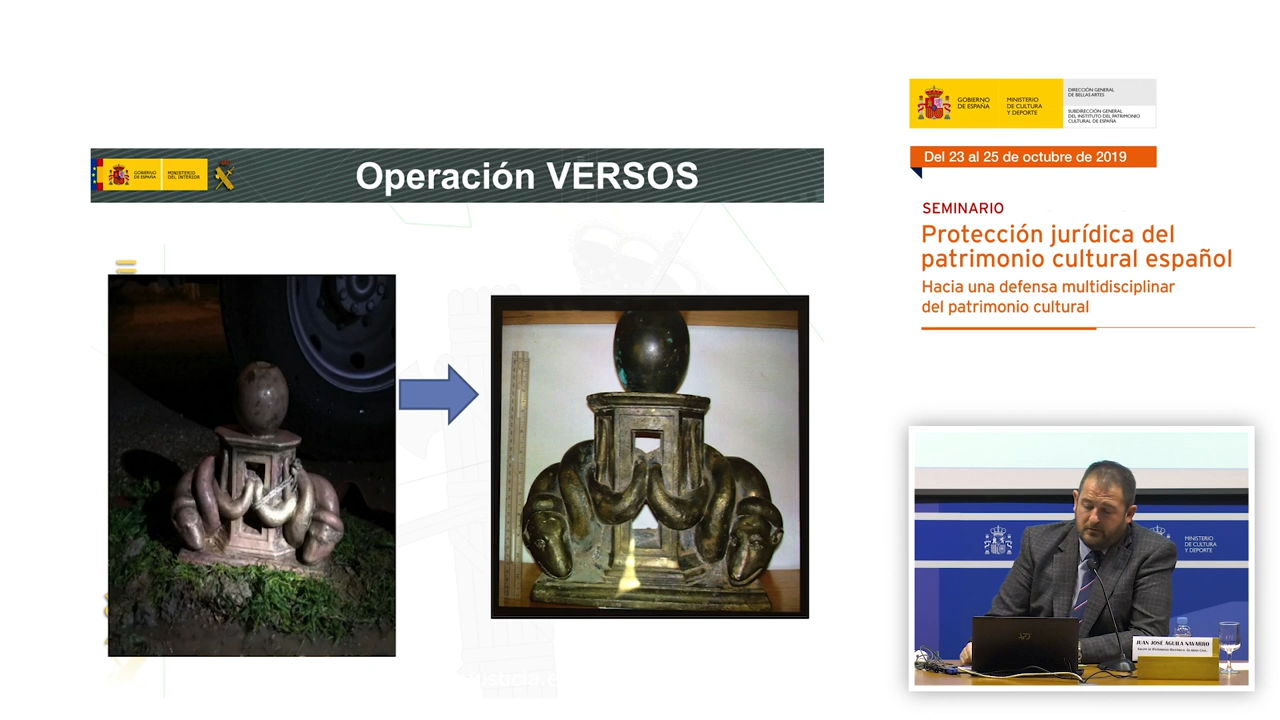 GOBIERNO
DE ESPAÑA
MINISTERIO
DEL INTERIOR
Operación VERSOS
GOBIERNO
DE ESPAÑA
MINISTERIO
DE CULTURA
Y DEPORTE
DIRECCIÓN GENERAL
DE BELLAS ARTES
SUBDIRECCIÓN GENERAL
DEL INSTITUTO DEL PATRIMONIO
CULTURAL DE ESPAÑA
Del 23 al 25 de octubre de 2019
SEMINARIO
Protección jurídica del
patrimonio cultural español
Hacia una defensa multidisciplinar
del patrimonio cultural
MINISTERIO
DE CULTURA
Y DEPORTE
JUAN JOSÉ ÁGUILA NAVARRO